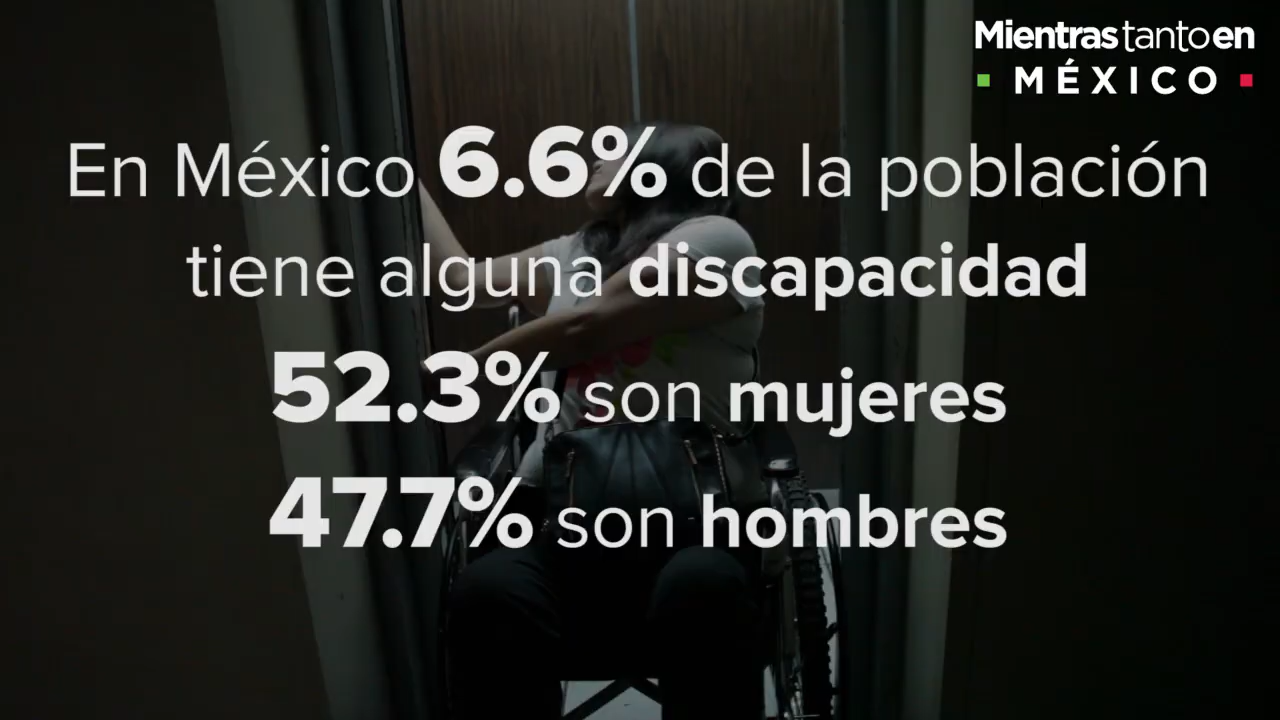 Mientras tanto en
MÉXICO
En México 6.6% de la población
tiene alguna discapacidad
52.3% son mujeres
47.7% son hombres